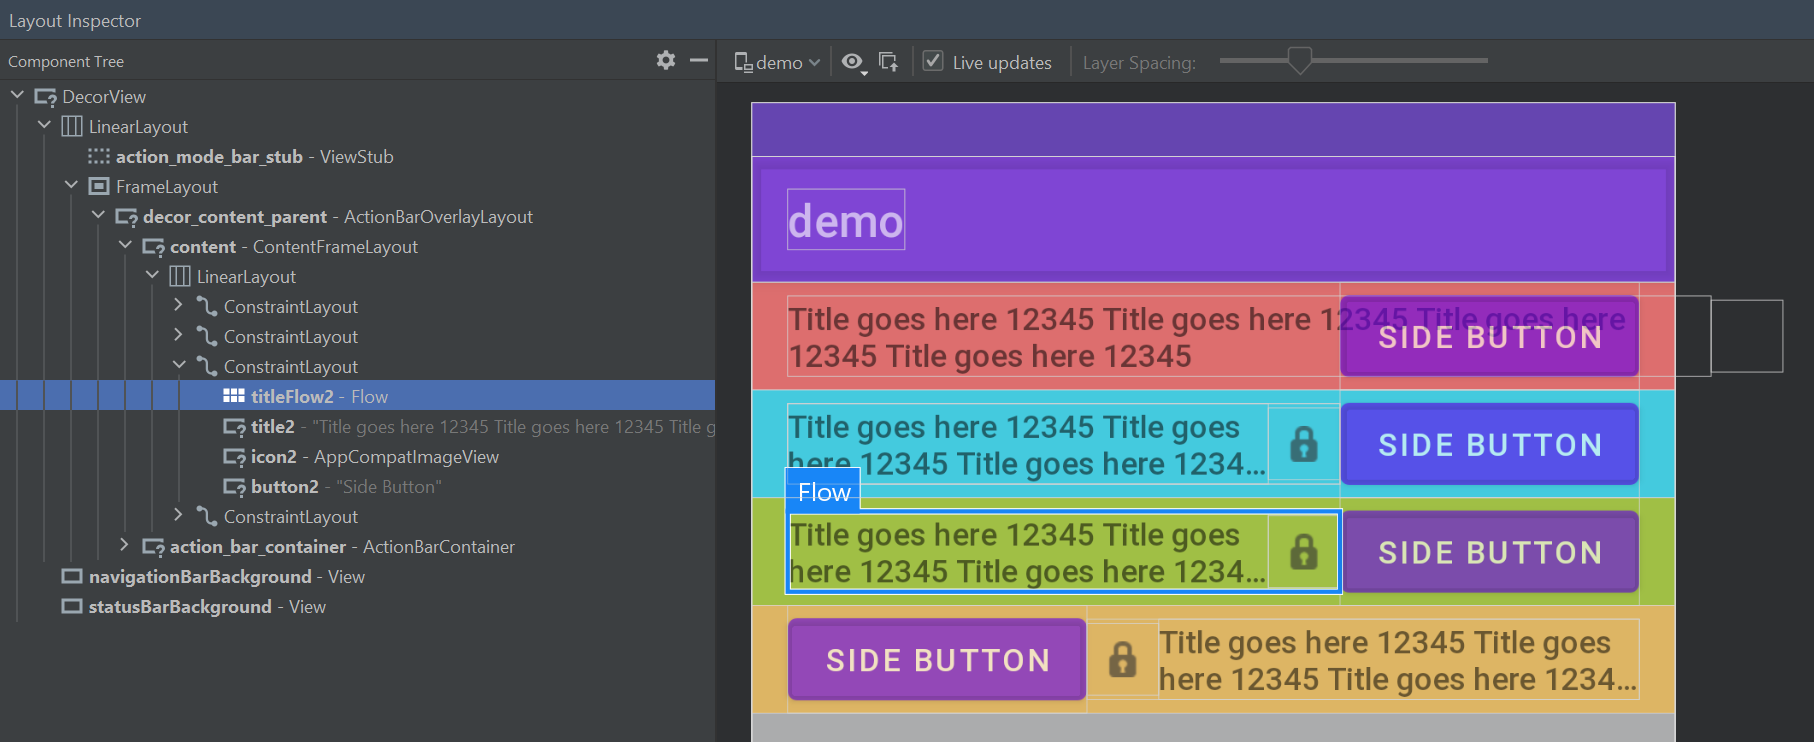 Layout Inspector
Component Tree
demo
Live updates
Layer Spacing:
DecorView
LinearLayout
action_mode_bar_stub - ViewStub
FrameLayout
decor_content_parent - ActionBarOverlayLayout
content - ContentFrameLayout
LinearLayout
ConstraintLayout
ConstraintLayout
ConstraintLayout
titleFlow2 - Flow
title2 - "Title goes here 12345 Title goes here 12345 Title g
icon2 - AppCompatImageView
button2 - "Side Button"
ConstraintLayout
action_bar_container - ActionBarContainer
navigationBarBackground - View
statusBarBackground - View
demo
Title goes here 12345 Title goes here 12345 Title goes here
12345 Title goes here 12345
SIDE BUTTON
Title goes here 12345 Title goes
here 12345 Title goes here 1234...
SIDE BUTTON
Flow
Title goes here 12345 Title goes
here 12345 Title goes here 1234...
SIDE BUTTON
SIDE BUTTON
Title goes here 12345 Title goes
here 12345 Title goes here 1234...